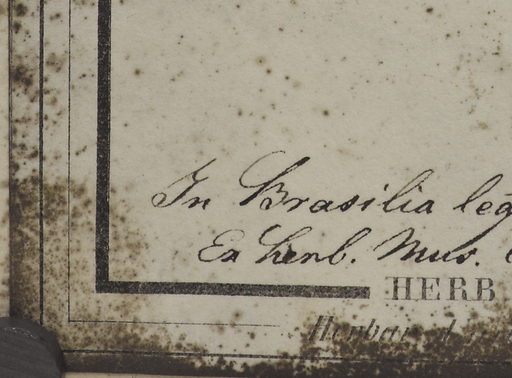 In Brasilia leg
Ex herb. Mus.
HERB